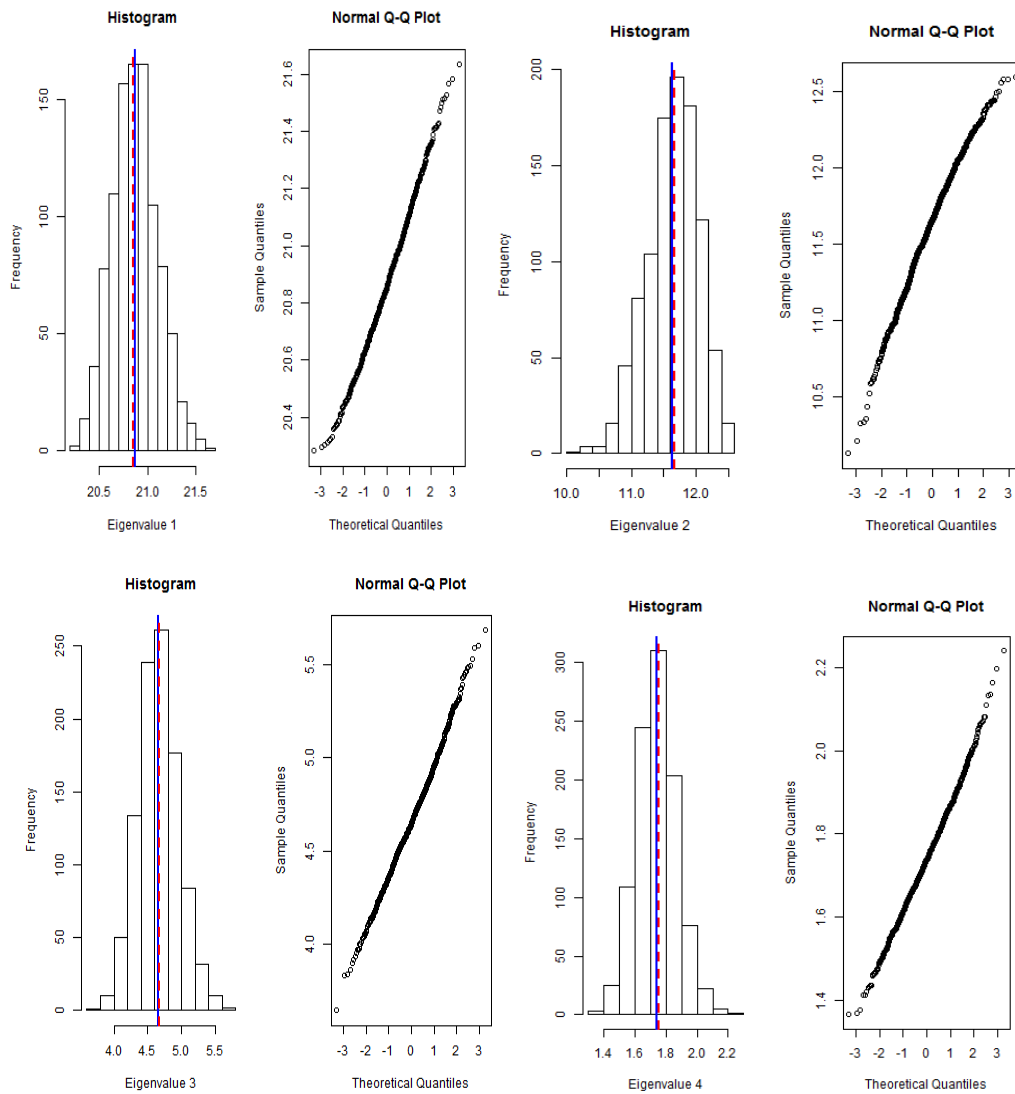 Histogram
Frequency
0
50
100
150
20.5
21.0
21.5
Eigenvalue 1
Normal Q-Q Plot
Sample Quantiles
20.4
20.6
20.8
21.0
21.2
21.4
21.6
-3 -2 -1 0 1 2 3
Theoretical Quantiles
Histogram
Frequency
0
50
100
150
200
10.0
11.0
12.0
Eigenvalue 2
Normal Q-Q Plot
Sample Quantiles
10.5
11.0
11.5
12.0
12.5
-3 -2 -1 0 1 2 3
Theoretical Quantiles
Histogram
Frequency
0
50
100
150
200
250
4.0
4.5
5.0
5.5
Eigenvalue 3
Normal Q-Q Plot
Sample Quantiles
4.0
4.5
5.0
5.5
-3 -2 -1 0 1 2 3
Theoretical Quantiles
Histogram
Frequency
0
50
100
150
200
250
300
1.4
1.6
1.8
2.0
2.2
Eigenvalue 4
Normal Q-Q Plot
Sample Quantiles
1.4
1.6
1.8
2.0
2.2
-3 -2 -1 0 1 2 3
Theoretical Quantiles